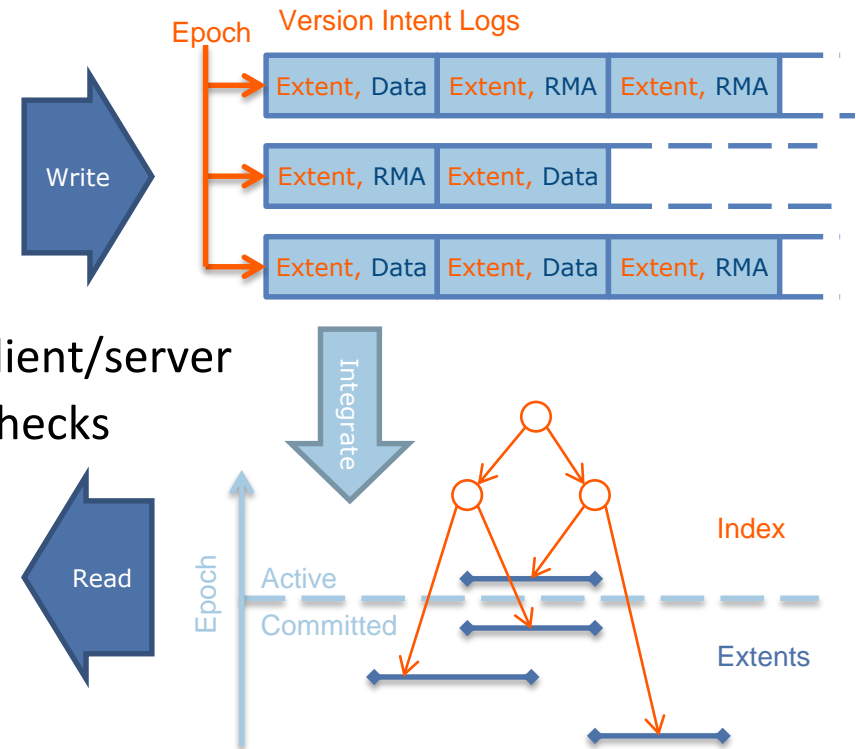 Version Intent Logs
Epoch
Extent, Data Extent, RMA Extent, RMA
Write
Extent, RMA Extent, Data
Extent, Data Extent, Data Extent, RMA
lient/server
hecks
Integrate
Index
Read
Epoch
Active
Committed
Extents